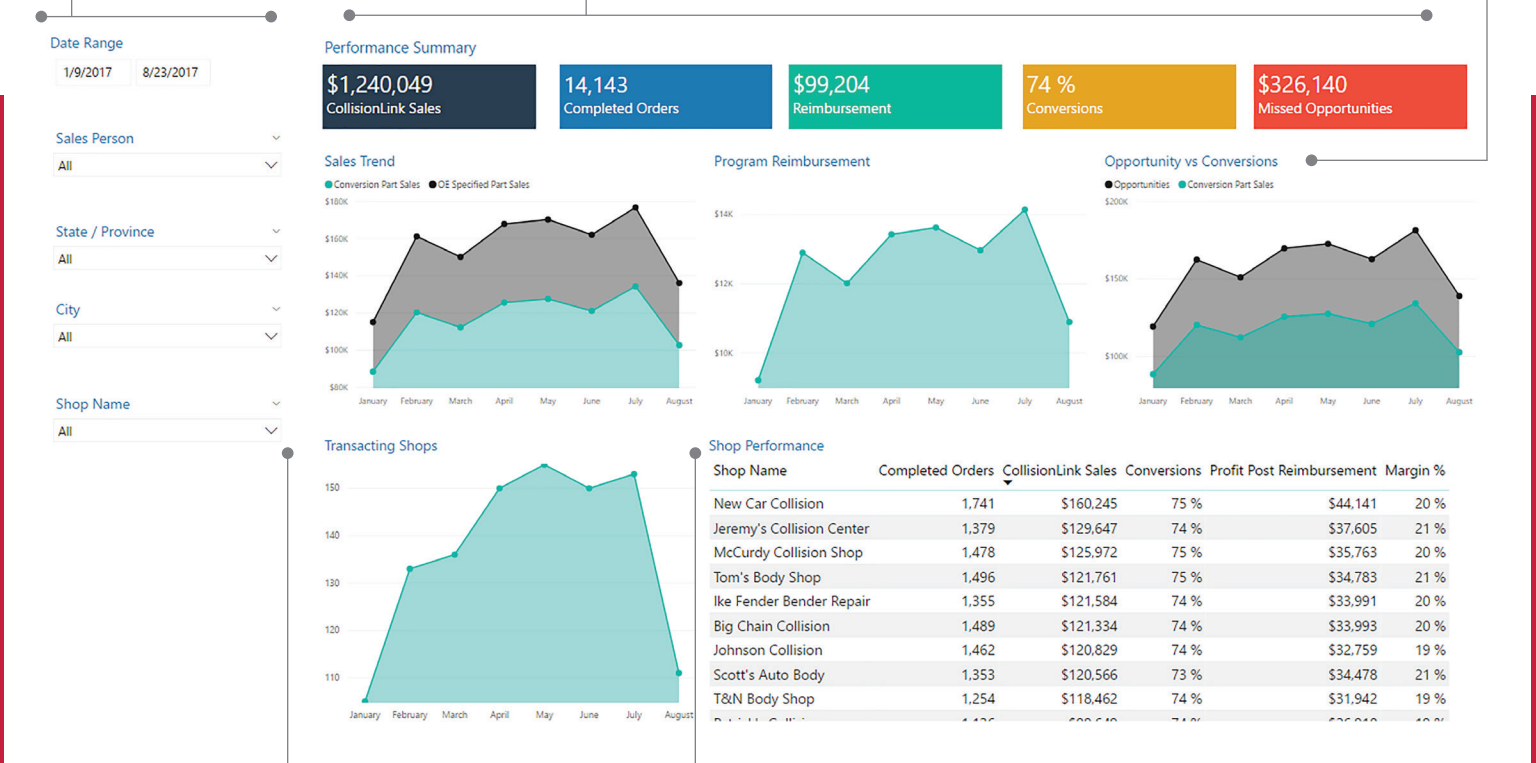 Date Range
1/9/2017 8/23/2017
Sales Person
All
State / Province
All
City
All
Shop Name
All
Performance Summary
$1,240,049
CollisionLink Sales
14,143
Completed Orders
$99,204
Reimbursement
74 %
Conversions
$326,140
Missed Opportunities
Sales Trend
Conversion Part Sales OE Specified Part Sales
$180K
$160K
$140K
$120K
$100K
$80K
January February March April May June July August
Program Reimbursement
$14K
$12K
$10K
January February March April May June July August
Opportunity vs Conversions
Opportunities Conversion Part Sales
$200K
$150K
$100K
January February March April May June July August
Transacting Shops
150
140
130
120
110
January February March April May June July August
Shop Performance
Shop Name Completed Orders CollisionLink Sales Conversions Profit Post Reimbursement Margin %
New Car Collision 1,741 $160,245 75 % $44,141 20 %
Jeremy's Collision Center 1,379 $129,647 74 % $37,605 21 %
McCurdy Collision Shop 1,478 $125,972 75 % $35,763 20 %
Tom's Body Shop 1,496 $121,761 75 % $34,783 21 %
Ike Fender Bender Repair 1,355 $121,584 74 % $33,991 20 %
Big Chain Collision 1,489 $121,334 74 % $33,993 20 %
Johnson Collision 1,462 $120,829 74 % $32,759 19 %
Scott's Auto Body 1,353 $120,566 73 % $34,478 21 %
T&N Body Shop 1,254 $118,462 74 % $31,942 19 %